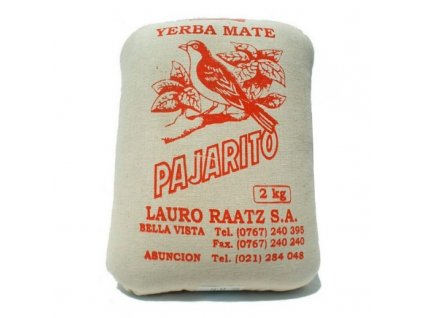 YERBA MATE
PAJARITO
2 kg
LAURO RAATZ S.A.
BELLA VISTA Tel. (0767) 240 395
Fax. (0767) 240 240
ASUNCION Tel. (021) 284 048